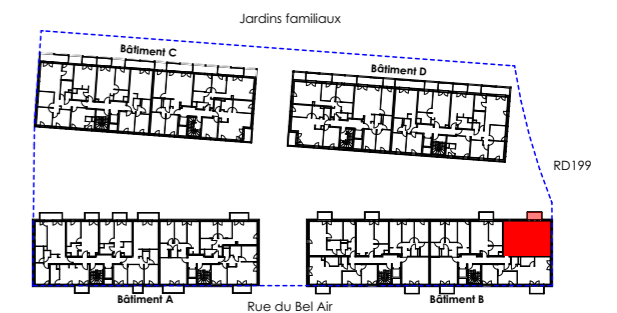 Jardins familiaux
Bâtiment C
Bâtiment D
RD199
Bâtiment A
Bâtiment B
Rue du Bel Air